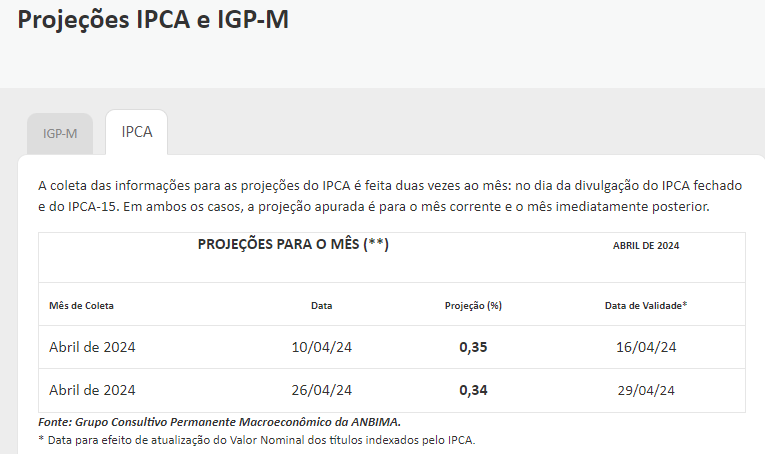 Projeções IPCA e IGP-M
IGP-M IPCA
A coleta das informações para as projeções do IPCA é feita duas vezes ao mês: no dia da divulgação do IPCA fechado
e do IPCA-15. Em ambos os casos, a projeção apurada é para o mês corrente e o mês imediatamente posterior.
PROJEÇÕES PARA O MÊS (**) ABRIL DE 2024
Mês de Coleta Data Projeção (%) Data de Validade*
Abril de 2024 10/04/24 0,35 16/04/24
Abril de 2024 26/04/24 0,34 29/04/24
Fonte: Grupo Consultivo Permanente Macroeconômico da ANBIMA.
* Data para efeito de atualização do Valor Nominal dos títulos indexados pelo IPCA.